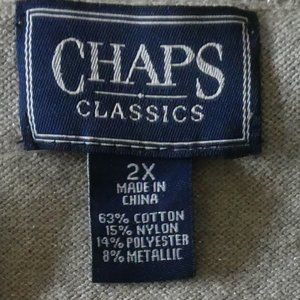 CHAPS
CLASSICS
2X
MADE IN
CHINA
63% COTTON
15% NYLON
14% POLYESTER
8% METALLIC